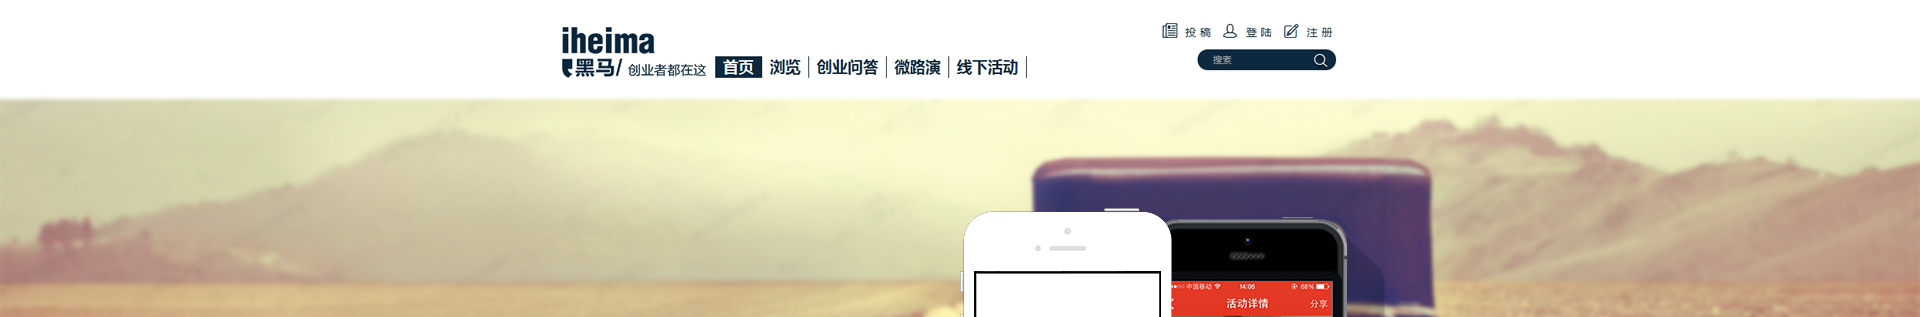 iheima
黑马/ 创业者都在这
首页 浏览 创业问答 微路演 线下活动
投稿 登陆 注册
搜索
中国移动 14:05 68%
活动详情 分享